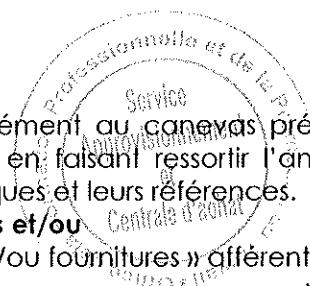 ément au canevas pré
en faisant ressortir l'an
ques et leurs références.
s et/ou
/ou fournitures » afférent
Professionnelle et de la
Service
Approvisionnement
et
Centrale d'achat